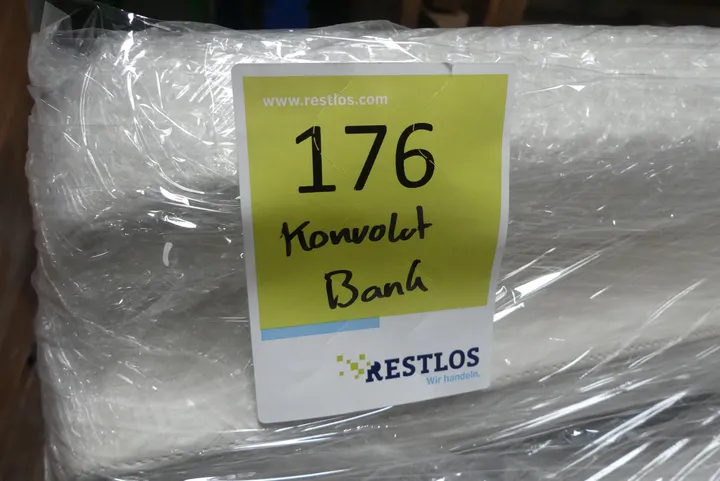 www.restlos.com
176
Konvolut
Bank
RESTLOS
Wir handeln.